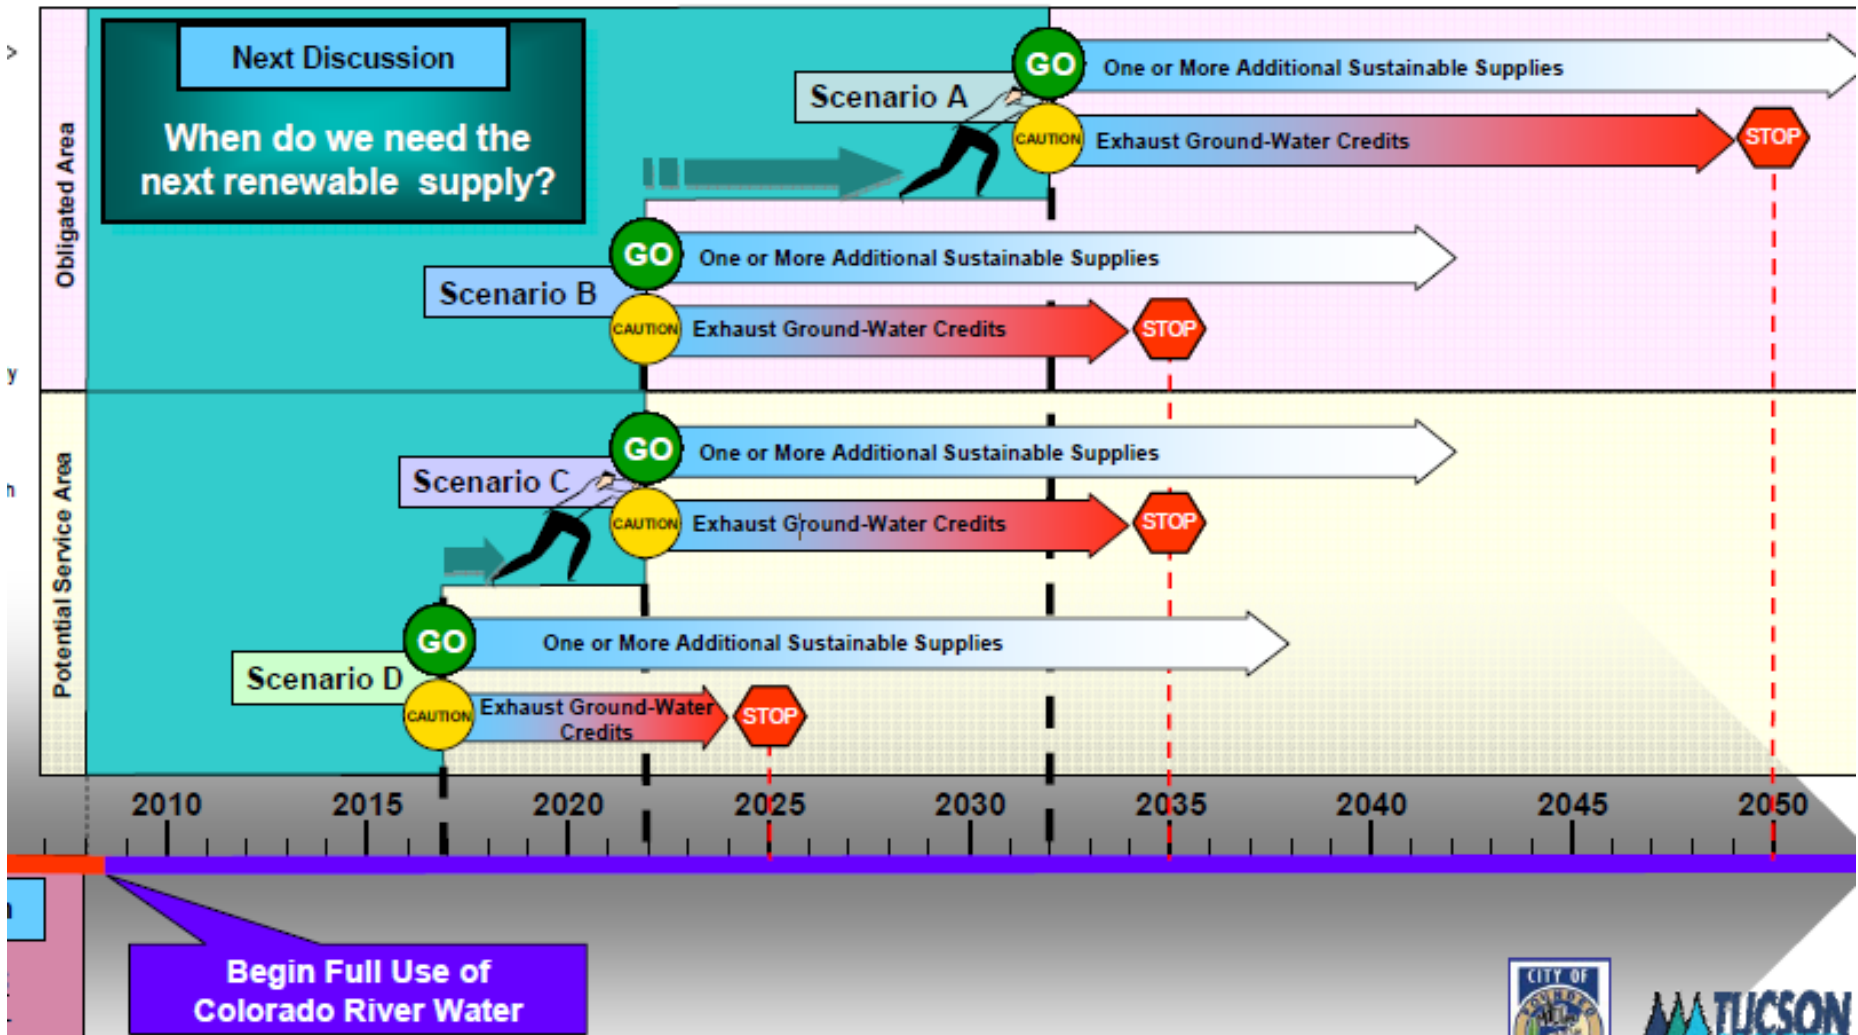 Next Discussion
When do we need the
next renewable supply?
Obligated Area
Scenario A
GO
One or More Additional Sustainable Supplies
CAUTION
Exhaust Ground-Water Credits
STOP
Scenario B
GO
One or More Additional Sustainable Supplies
CAUTION
Exhaust Ground-Water Credits
STOP
Potential Service Area
Scenario C
GO
One or More Additional Sustainable Supplies
CAUTION
Exhaust Ground-Water Credits
STOP
Scenario D
GO
One or More Additional Sustainable Supplies
CAUTION
Exhaust Ground-Water
Credits
STOP
y
h
2010 2015 2020 2025 2030 2035 2040 2045 2050
Begin Full Use of
Colorado River Water
CITY OF
TUCSON